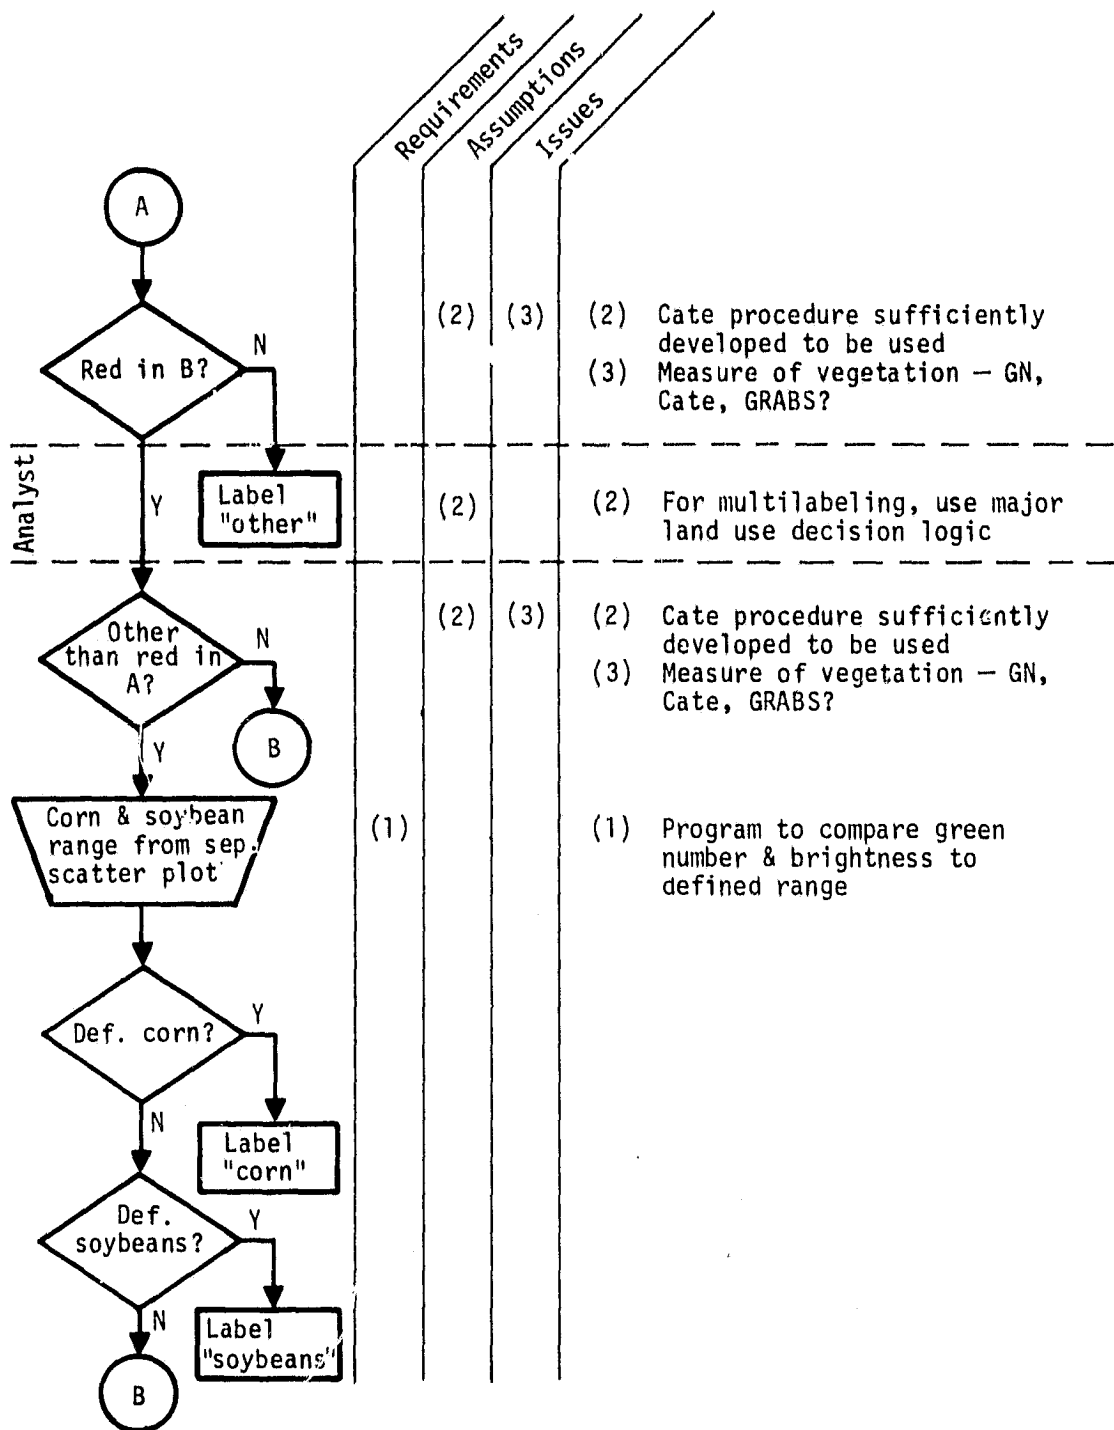 Requirements
Assumptions
Issues
A
Red in B?
N
Y
(2) (3) (2) Cate procedure sufficiently
developed to be used
(3) Measure of vegetation — GN,
Cate, GRABS?
Analyst
Label
"other"
(2) (2) For multilabeling, use major
land use decision logic
Other
than red in
A?
N
B
Y
(2) (3) (2) Cate procedure sufficiently
developed to be used
(3) Measure of vegetation — GN,
Cate, GRABS?
Corn & soybean
range from sep.
scatter plot
(1) (1) Program to compare green
number & brightness to
defined range
Def. corn?
Y
N
Label
"corn"
Def.
soybeans?
Y
N
Label
"soybeans"
B